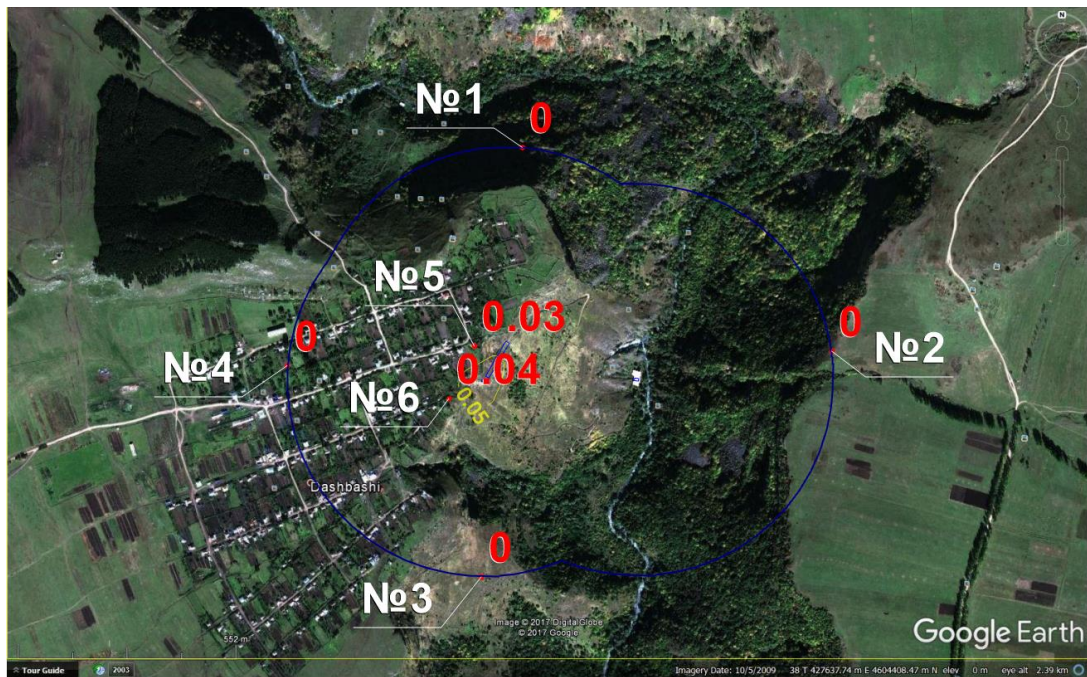 N
№1
0
№5
0.03
0
0
№4
0.04
№2
№6
0.05
Dashbashi
0
№3
Image © 2017 DigitalGlobe
© 2017 Google
552 m
Google Earth
Tour Guide 2003 Imagery Date: 10/5/2009 38 T 427637.74 m E 4604408.47 m N elev 0 m eye alt 2.39 km